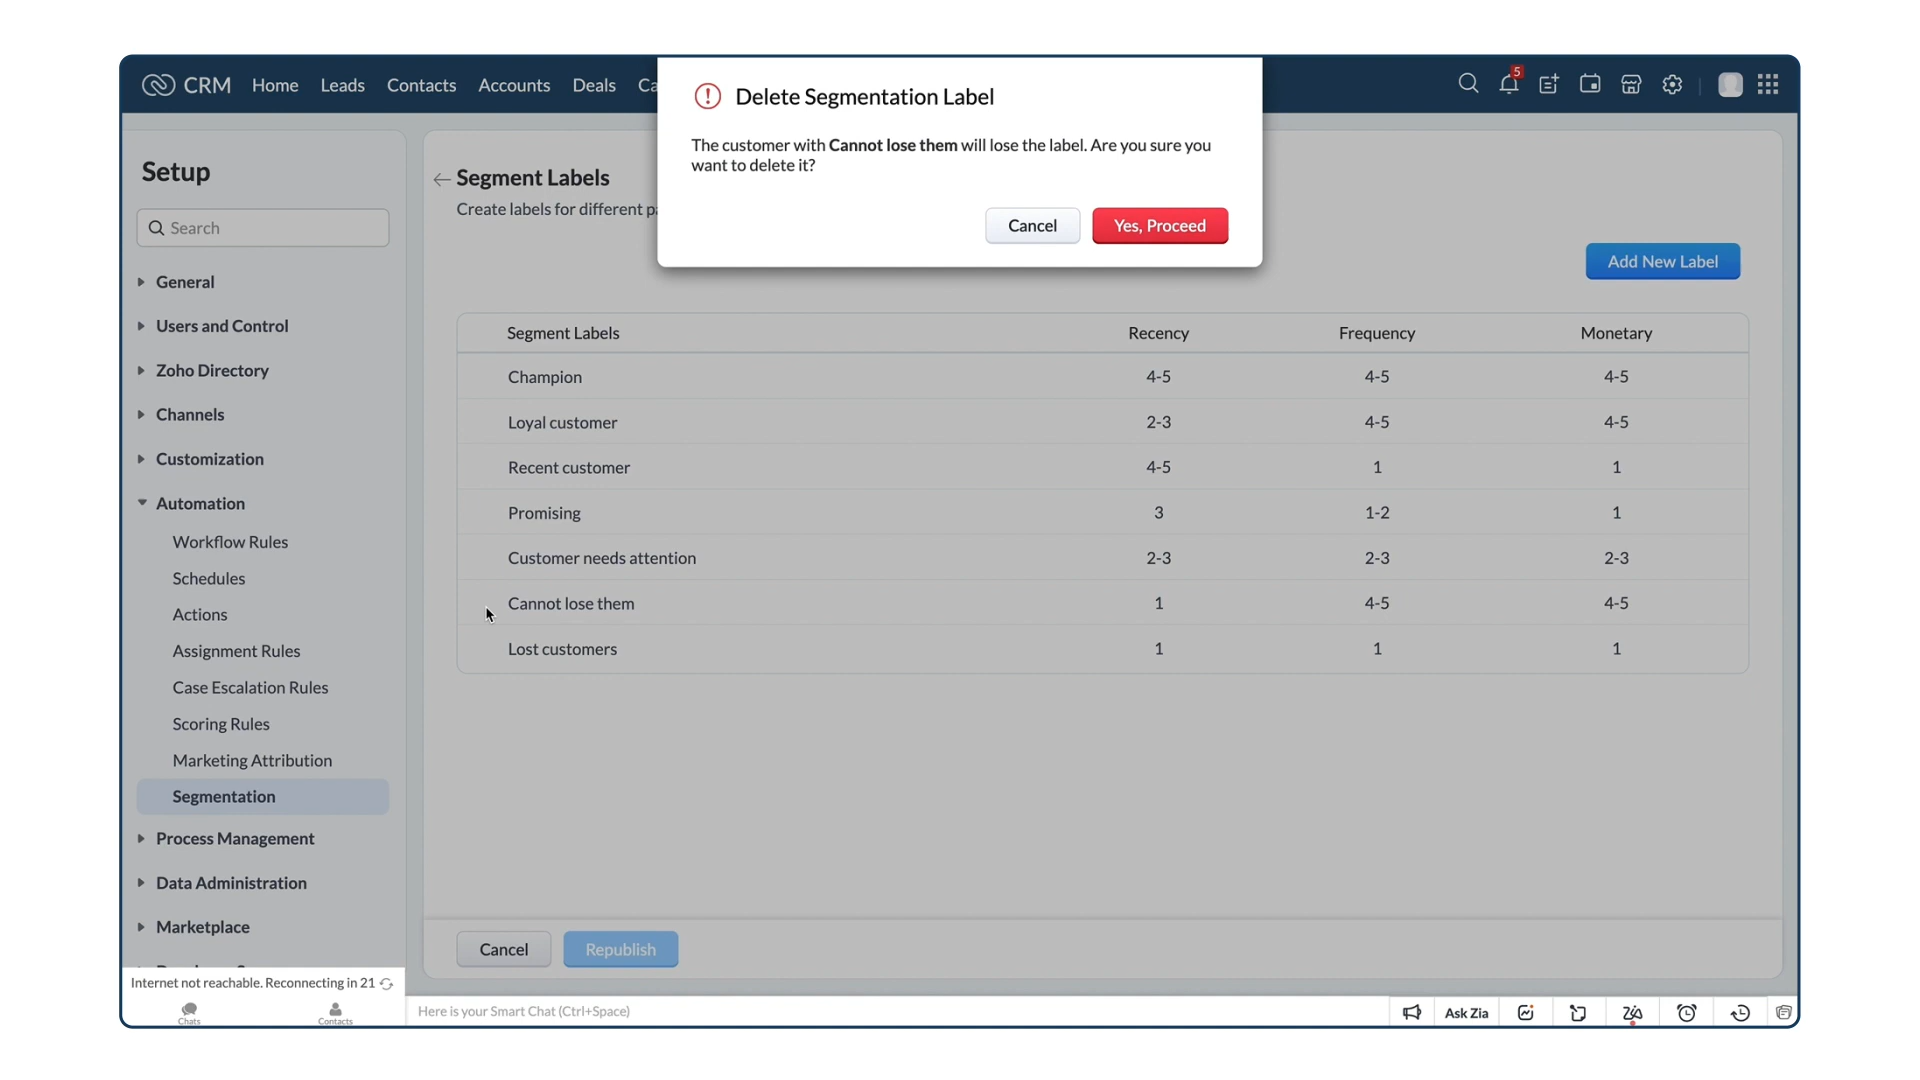 CRM Home Leads Contacts Accounts Deals Ca
5
Delete Segmentation Label
The customer with Cannot lose them will lose the label. Are you sure you
want to delete it?
Cancel Yes, Proceed
Setup
Search
General
Users and Control
Zoho Directory
Channels
Customization
Automation
Workflow Rules
Schedules
Actions
Assignment Rules
Case Escalation Rules
Scoring Rules
Marketing Attribution
Segmentation
Process Management
Data Administration
Marketplace
Segment Labels
Create labels for different p
Add New Label
Segment Labels Recency Frequency Monetary
Champion 4-5 4-5 4-5
Loyal customer 2-3 4-5 4-5
Recent customer 4-5 1 1
Promising 3 1-2 1
Customer needs attention 2-3 2-3 2-3
Cannot lose them 1 4-5 4-5
Lost customers 1 1 1
Cancel Republish
Internet not reachable. Reconnecting in 21
Chats Contacts
Here is your Smart Chat (Ctrl+Space)
Ask Zia